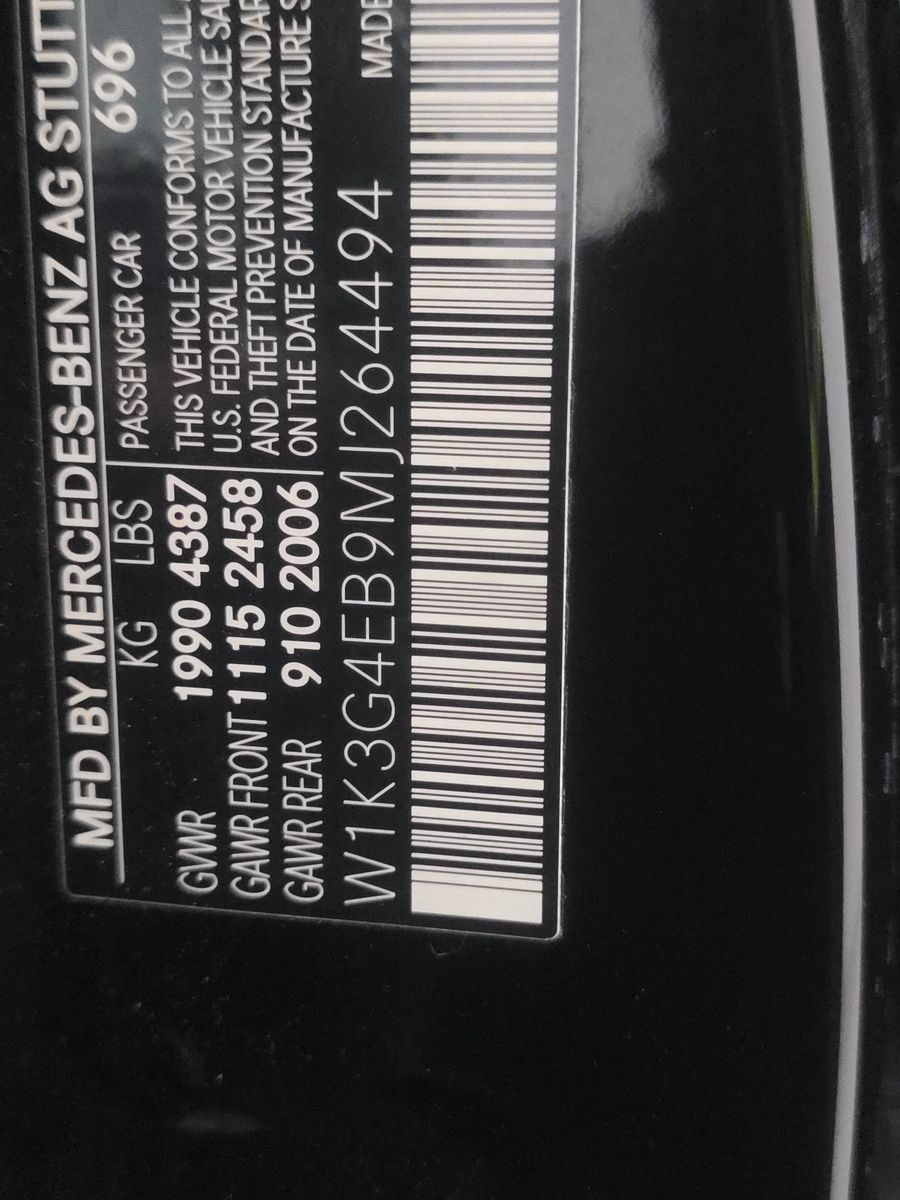 MFD BY MERCEDES-BENZ AG STUTT
KG LBS PASSENGER CAR 696
GVWR 1990 4387 THIS VEHICLE CONFORMS TO ALL
GAWR FRONT 1115 2458 U.S. FEDERAL MOTOR VEHICLE SA
GAWR REAR 910 2006 AND THEFT PREVENTION STANDAR
ON THE DATE OF MANUFACTURE S
W1K3G4EB9MJ264494 MADE